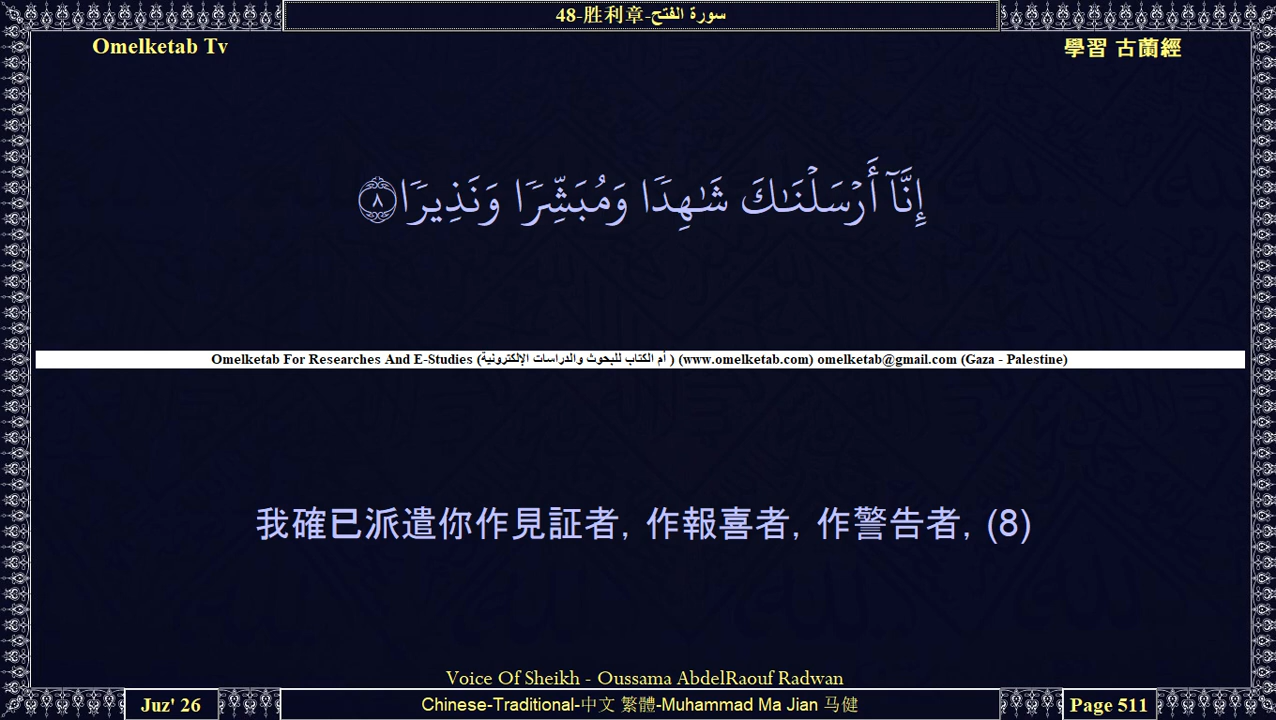 48-胜利章-سورة الفتح
Omelketab Tv
學習 古蘭經
إِنَّآ أَرْسَلْنَـٰكَ شَـٰهِدًا وَمُبَشِّرًا وَنَذِيرًا ٨
Omelketab For Researches And E-Studies (أم الكتاب للبحوث والدراسات الإلكترونية ) (www.omelketab.com) omelketab@gmail.com (Gaza - Palestine)
我確已派遣你作見証者, 作報喜者, 作警告者, (8)
Voice Of Sheikh - Oussama AbdelRaouf Radwan
Juz' 26
Chinese-Traditional-中文 繁體-Muhammad Ma Jian 马健
Page 511